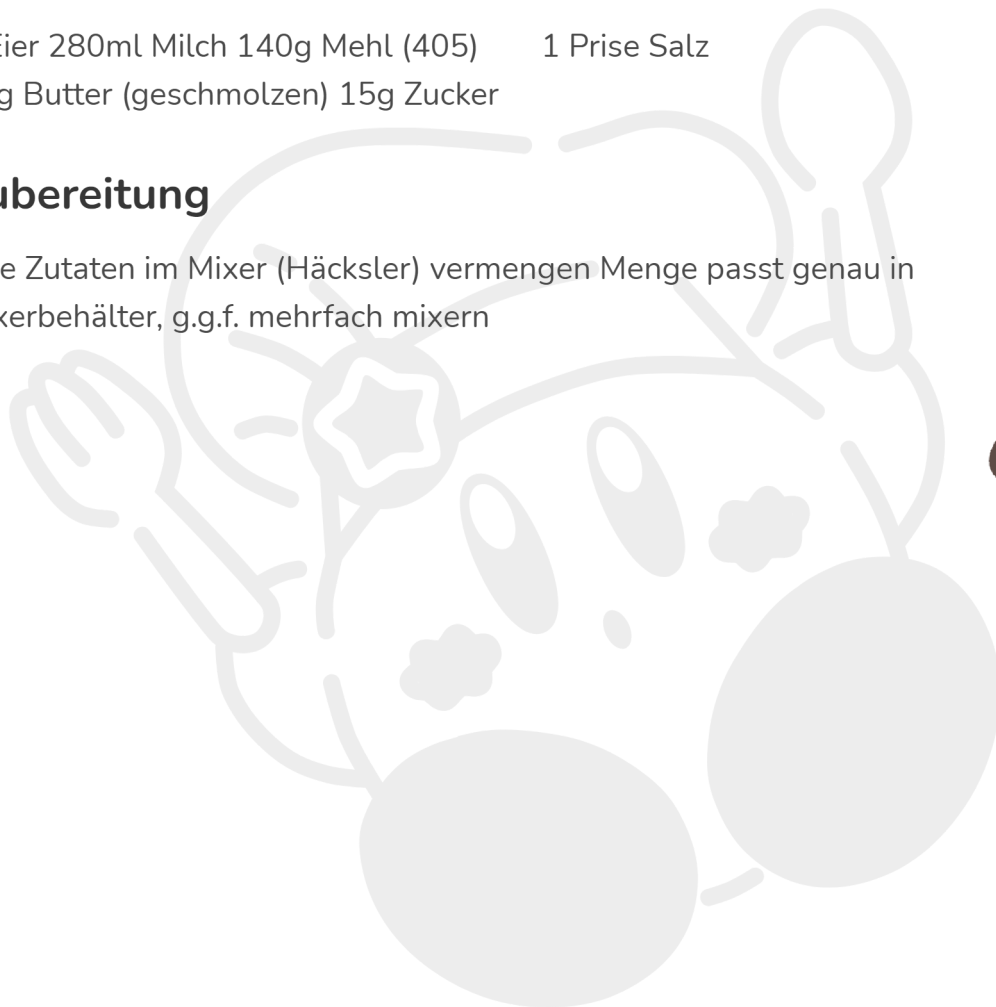 Eier 280ml Milch 140g Mehl (405) 1 Prise Salz
g Butter (geschmolzen) 15g Zucker
ubereitung
e Zutaten im Mixer (Häcksler) vermengen Menge passt genau in
xerbehälter, g.g.f. mehrfach mixern